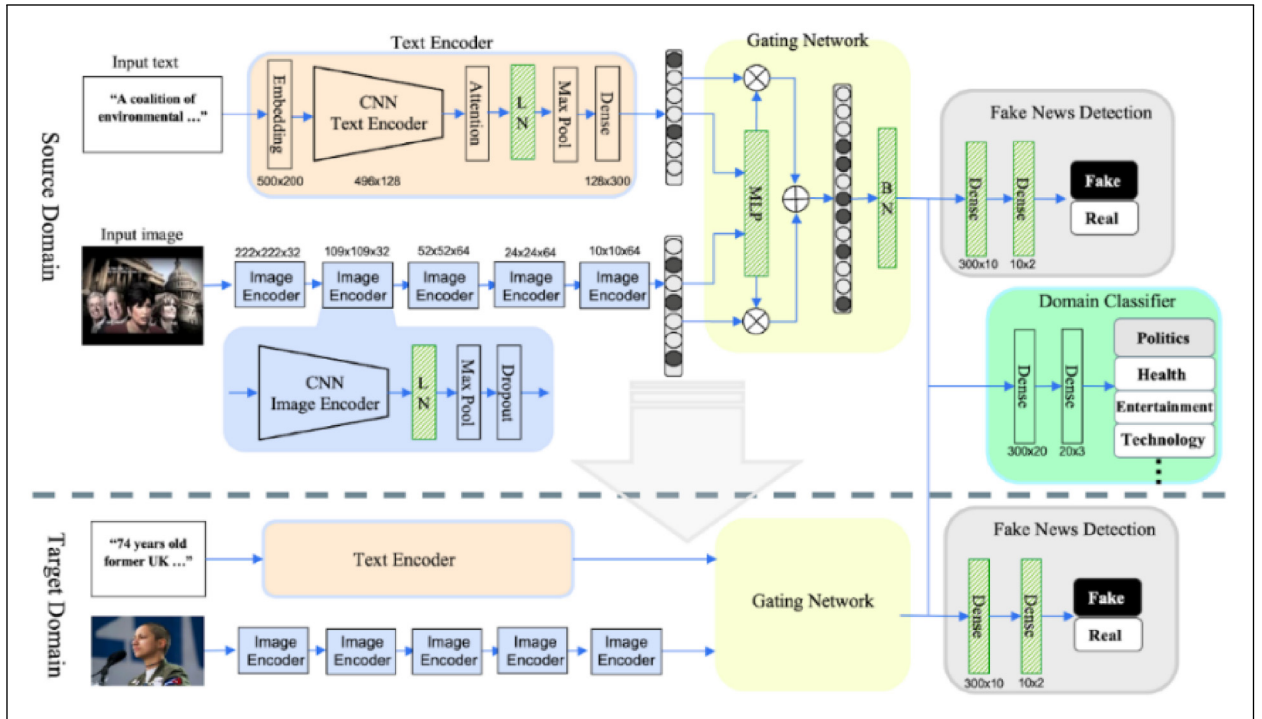 Source Domain
Input text
“A coalition of
environmental ...”
Text Encoder
Embedding
500x200
CNN
Text Encoder
496x128
Attention
LN
Max Pool
Dense
128x300
Input image
222x222x32
Image
Encoder
109x109x32
Image
Encoder
52x52x64
Image
Encoder
24x24x64
Image
Encoder
10x10x64
Image
Encoder
CNN
Image Encoder
LN
Max Pool
Dropout
Gating Network
MLP
BN
Fake News Detection
Dense
300x10
Dense
10x2
Fake
Real
Domain Classifier
Dense
300x20
Dense
20x3
Politics
Health
Entertainment
Technology
Target Domain
“74 years old
former UK ...”
Text Encoder
Image
Encoder
Image
Encoder
Image
Encoder
Image
Encoder
Image
Encoder
Gating Network
Fake News Detection
Dense
300x10
Dense
10x2
Fake
Real